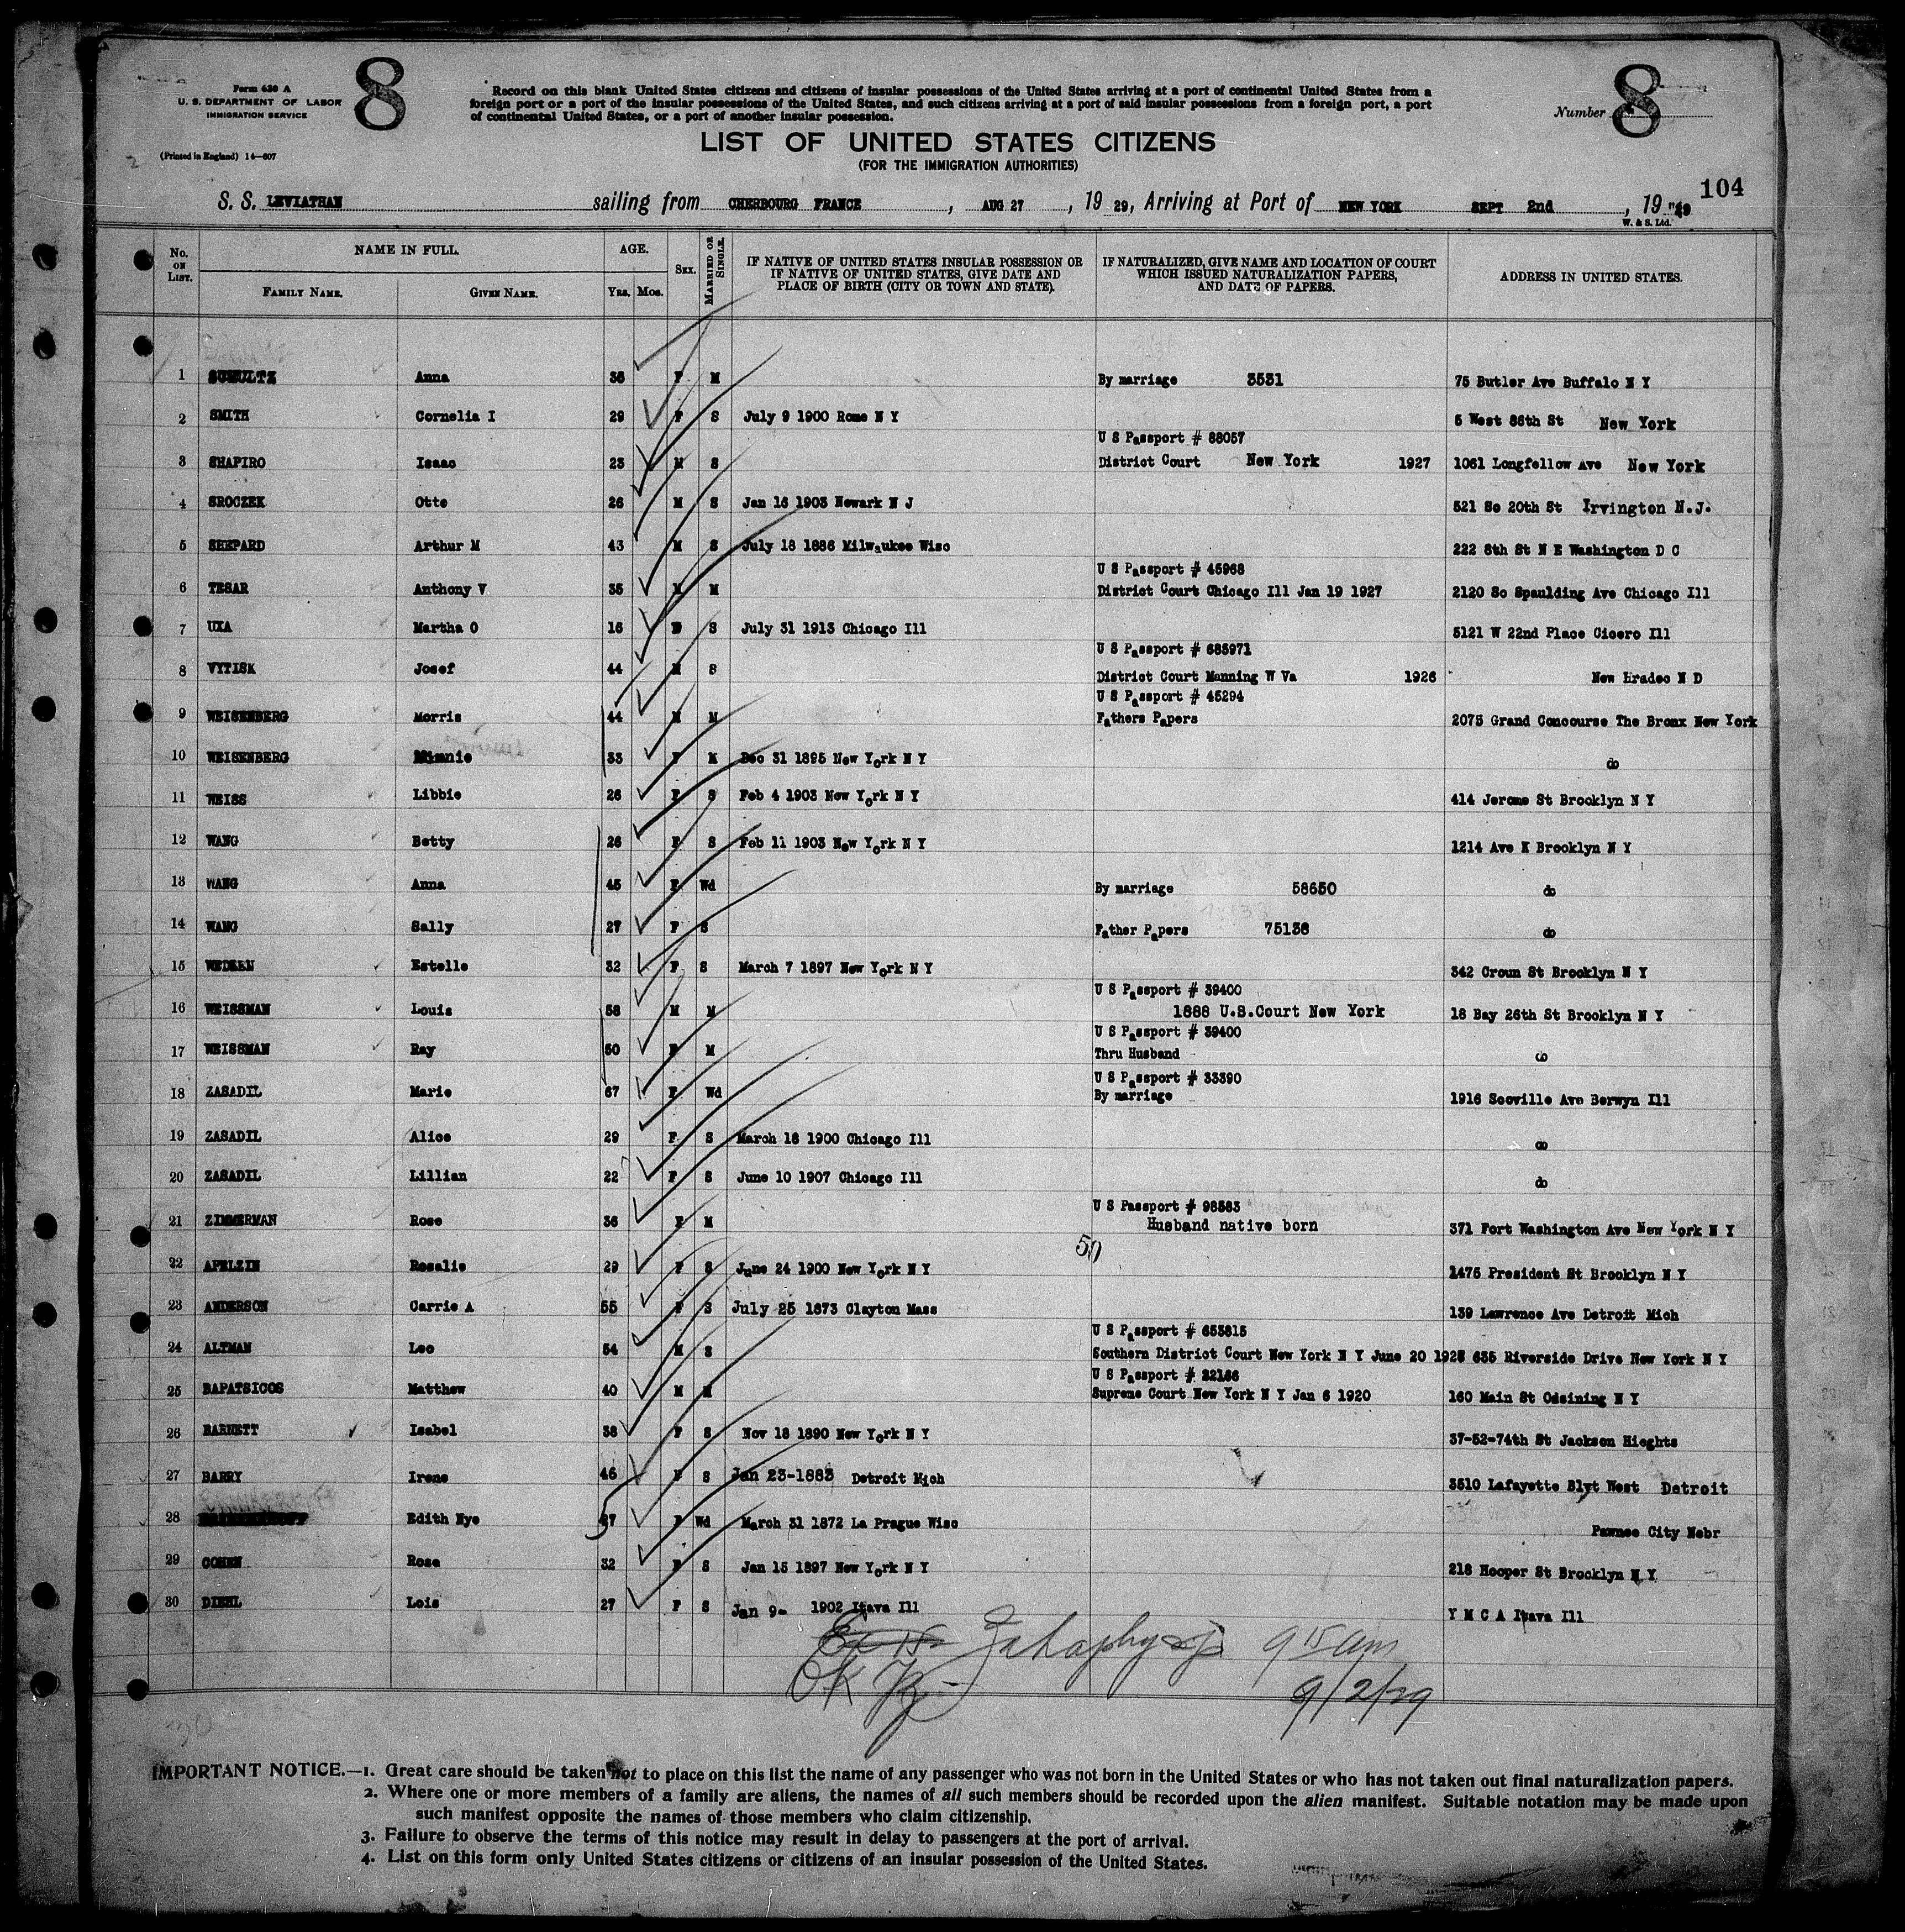 8
Form 630 A
U. S. DEPARTMENT OF LABOR
IMMIGRATION SERVICE
(Printed in England) 14—607
Record on this blank United States citizens and citizens of insular possessions of the United States arriving at a port of continental United States from a
foreign port or a port of the insular possessions of the United States, and such citizens arriving at a port of said insular possessions from a foreign port, a port
of continental United States, or a port of another insular possession.
Number 8
LIST OF UNITED STATES CITIZENS
(FOR THE IMMIGRATION AUTHORITIES)
104
S. S. LEVIATHAN sailing from CHERBOURG FRANCE, AUG 27, 19 29, Arriving at Port of NEW YORK SEPT 2nd, 19 29
W. & S. Ltd.
No. ON LIST. NAME IN FULL. AGE. SEX. MARRIED OR SINGLE. IF NATIVE OF UNITED STATES INSULAR POSSESSION OR IF NATIVE OF UNITED STATES, GIVE DATE AND PLACE OF BIRTH (CITY OR TOWN AND STATE). IF NATURALIZED, GIVE NAME AND LOCATION OF COURT WHICH ISSUED NATURALIZATION PAPERS, AND DATE OF PAPERS. ADDRESS IN UNITED STATES.
FAMILY NAME. GIVEN NAME. YRS. MOS.
1 SCHULTZ Anna 36 F M By marriage 3531 75 Butler Ave Buffalo N Y
2 SMITH Cornelia I 29 F S July 9 1900 Rome N Y 5 West 86th St New York
U S Passport # 88057
3 SHAPIRO Isaac 23 M S District Court New York 1927 1061 Longfellow Ave New York
4 SROCZEK Otto 26 M S Jan 16 1903 Newark N J 521 So 20th St Irvington N.J.
5 SHEPARD Arthur M 43 M S July 18 1886 Milwaukee Wisc 222 8th St N E Washington D C
U S Passport # 45968
6 TESAR Anthony V 35 M M District Court Chicago Ill Jan 19 1927 2120 So Spaulding Ave Chicago Ill
7 UXA Martha O 16 S July 31 1913 Chicago Ill 5121 W 22nd Place Cicero Ill
U S Passport # 685971
8 VYTISK Josef 44 M S District Court Manning W Va 1926 New Hradec N D
U S Passport # 45294
9 WEISENBERG Morris 44 M M Fathers Papers 2075 Grand Concourse The Bronx New York
10 WEISENBERG Minnie 33 F M Dec 31 1895 New York N Y do
11 WEISS Libbie 26 F S Feb 4 1903 New York N Y 414 Jerome St Brooklyn N Y
12 WANG Betty 26 F S Feb 11 1903 New York N Y 1214 Ave K Brooklyn N Y
13 WANG Anna 45 F Wd By marriage 58650 do
14 WANG Sally 27 F S Father Papers 75136 do
15 WEDEEN Estelle 32 F S March 7 1897 New York N Y 342 Crown St Brooklyn N Y
U S Passport # 39400
16 WEISSMAN Louis 58 M M 1888 U.S.Court New York 18 Bay 26th St Brooklyn N Y
U S Passport # 39400
17 WEISSMAN Ray 50 F M Thru Husband do
U S Passport # 33390
18 ZASADIL Marie 67 F Wd By marriage 1916 Scoville Ave Berwyn Ill
19 ZASADIL Alice 29 F S March 16 1900 Chicago Ill do
20 ZASADIL Lillian 22 F S June 10 1907 Chicago Ill do
U S Passport # 98583
21 ZIMMERMAN Rose 36 F M Husband native born 371 Fort Washington Ave New York N Y
50
22 APELZIN Rosalie 29 F S June 24 1900 New York N Y 1475 President St Brooklyn N Y
23 ANDERSON Carrie A 55 F S July 25 1873 Clayton Mass 139 Lawrence Ave Detroit Mich
U S Passport # 653815
24 ALTMAN Leo 54 M S Southern District Court New York N Y June 20 1928 635 Riverside Drive New York N Y
U S Passport # 32186
25 BAPATSICOS Matthew 40 M M Supreme Court New York N Y Jan 6 1920 160 Main St Ossining N Y
26 BARNETT Isabel 38 F S Nov 18 1890 New York N Y 37-52-74th St Jackson Hieghts
27 BARRY Irene 46 F S Jan 23-1883 Detroit Mich 3510 Lafayette Blvt West Detroit
28 Edith Nye 57 F Wd March 31 1872 La Prague Wisc Pawnee City Nebr
29 COHEN Rose 32 F S Jan 15 1897 New York N Y 218 Hooper St Brooklyn N Y
30 DIEHL Lois 27 F S Jan 9- 1902 Itava Ill Y M C A Itava Ill
9 15 am
OK
9/2/29
30
IMPORTANT NOTICE.—1. Great care should be taken not to place on this list the name of any passenger who was not born in the United States or who has not taken out final naturalization papers.
2. Where one or more members of a family are aliens, the names of all such members should be recorded upon the alien manifest. Suitable notation may be made upon
such manifest opposite the names of those members who claim citizenship.
3. Failure to observe the terms of this notice may result in delay to passengers at the port of arrival.
4. List on this form only United States citizens or citizens of an insular possession of the United States.